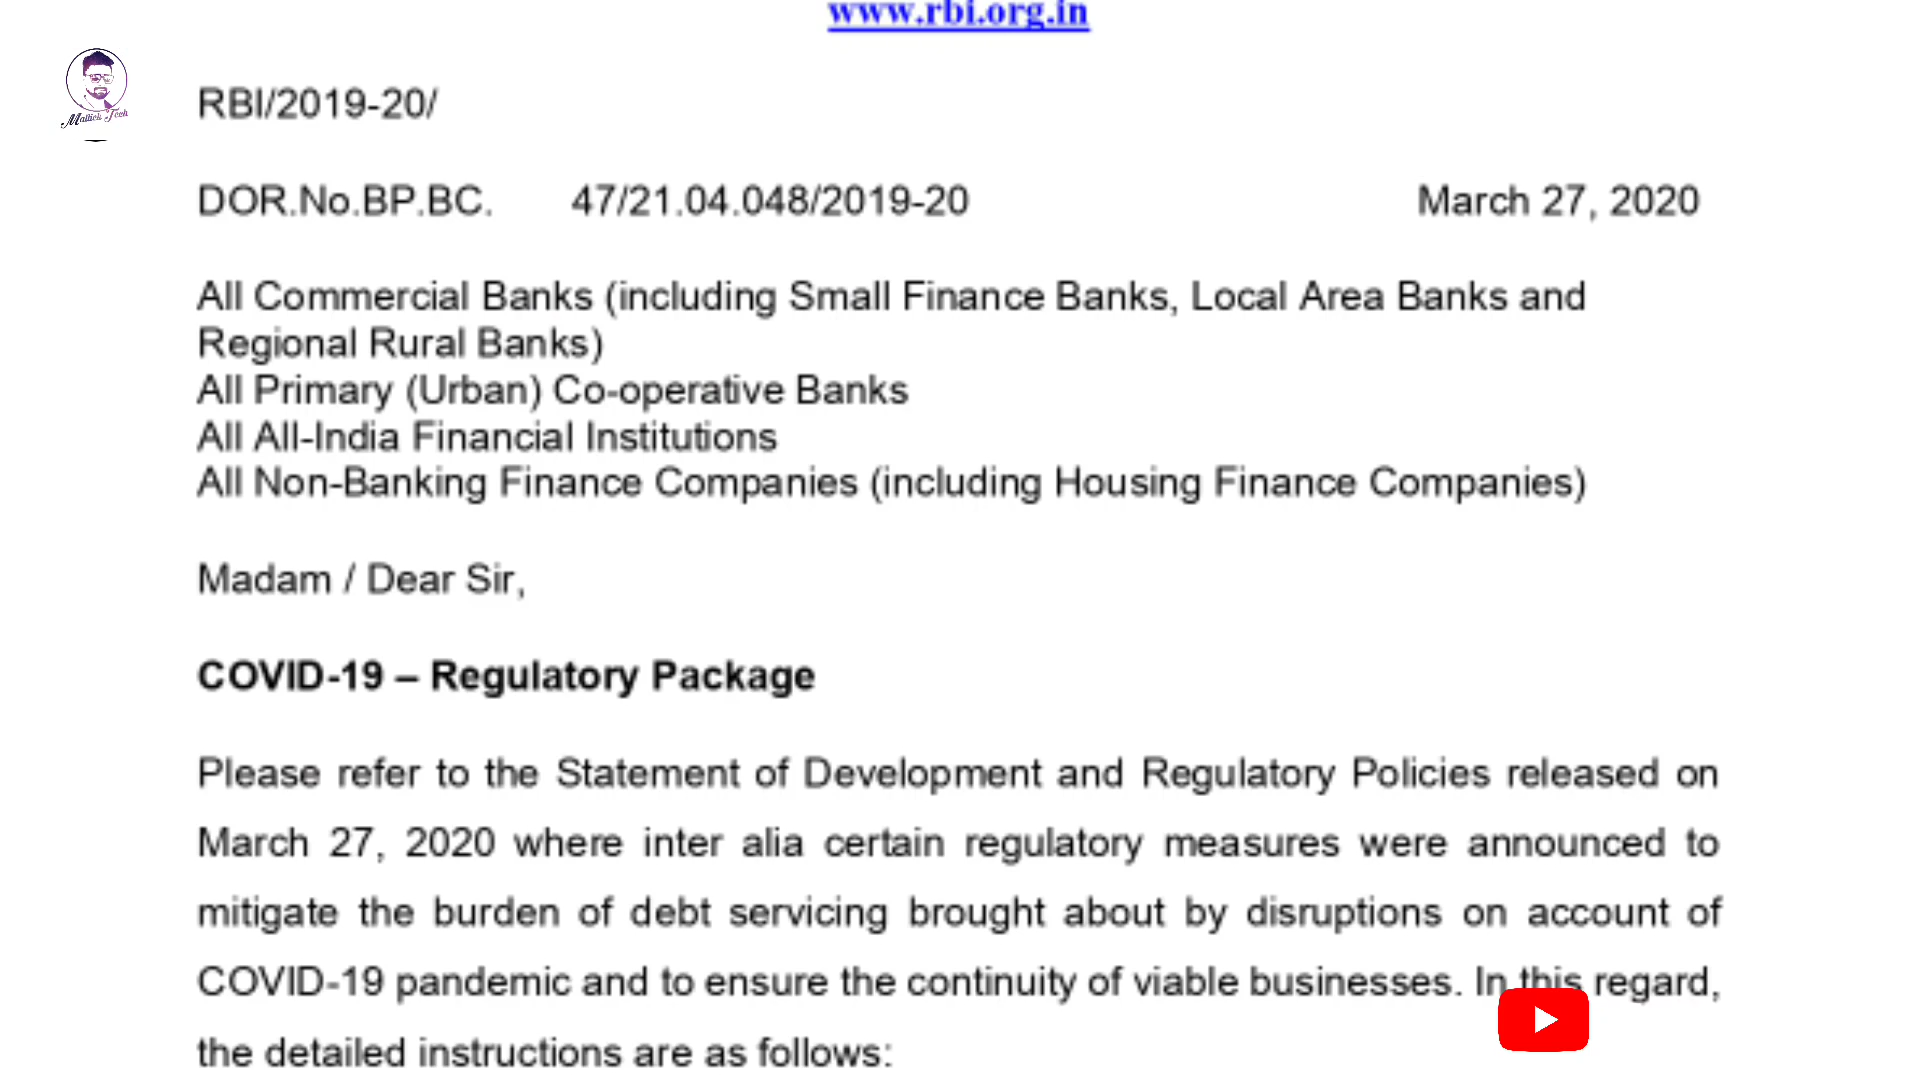 www.rbi.org.in
Mallick Tech
RBI/2019-20/
DOR.No.BP.BC. 47/21.04.048/2019-20 March 27, 2020
All Commercial Banks (including Small Finance Banks, Local Area Banks and
Regional Rural Banks)
All Primary (Urban) Co-operative Banks
All All-India Financial Institutions
All Non-Banking Finance Companies (including Housing Finance Companies)
Madam / Dear Sir,
COVID-19 – Regulatory Package
Please refer to the Statement of Development and Regulatory Policies released on
March 27, 2020 where inter alia certain regulatory measures were announced to
mitigate the burden of debt servicing brought about by disruptions on account of
COVID-19 pandemic and to ensure the continuity of viable businesses. In this regard,
the detailed instructions are as follows: